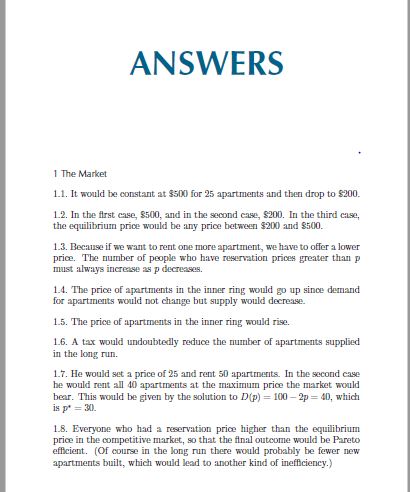 ANSWERS
1 The Market
1.1. It would be constant at $500 for 25 apartments and then drop to $200.
1.2. In the first case, $500, and in the second case, $200. In the third case,
the equilibrium price would be any price between $200 and $500.
1.3. Because if we want to rent one more apartment, we have to offer a lower
price. The number of people who have reservation prices greater than p
must always increase as p decreases.
1.4. The price of apartments in the inner ring would go up since demand
for apartments would not change but supply would decrease.
1.5. The price of apartments in the inner ring would rise.
1.6. A tax would undoubtedly reduce the number of apartments supplied
in the long run.
1.7. He would set a price of 25 and rent 50 apartments. In the second case
he would rent all 40 apartments at the maximum price the market would
bear. This would be given by the solution to D(p) = 100 − 2p = 40, which
is p* = 30.
1.8. Everyone who had a reservation price higher than the equilibrium
price in the competitive market, so that the final outcome would be Pareto
efficient. (Of course in the long run there would probably be fewer new
apartments built, which would lead to another kind of inefficiency.)